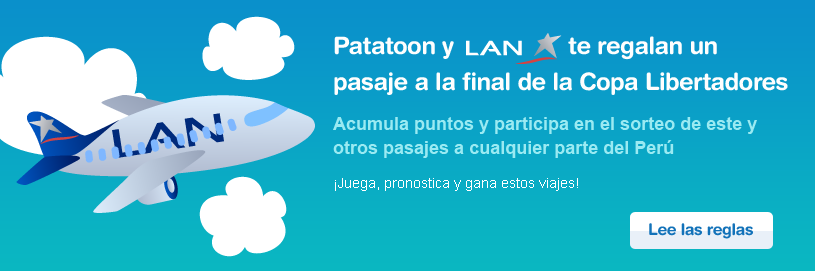 Patatoon y LAN te regalan un
pasaje a la final de la Copa Libertadores
Acumula puntos y participa en el sorteo de este y
otros pasajes a cualquier parte del Perú
¡Juega, pronostica y gana estos viajes!
LAN
Lee las reglas